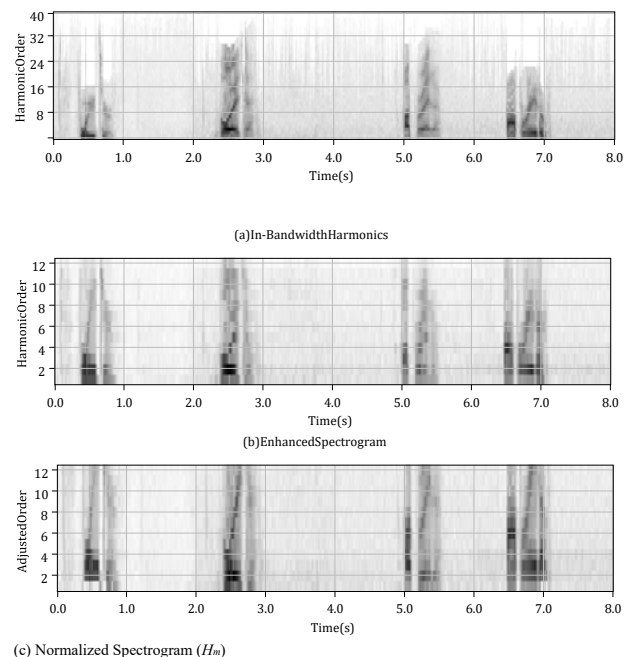 40
32
24
16
8
HarmonicOrder
0.0 1.0 2.0 3.0 4.0 5.0 6.0 7.0 8.0
Time(s)
(a)In-BandwidthHarmonics
12
10
8
6
4
2
HarmonicOrder
0.0 1.0 2.0 3.0 4.0 5.0 6.0 7.0 8.0
Time(s)
(b)EnhancedSpectrogram
12
10
8
6
4
2
AdjustedOrder
0.0 1.0 2.0 3.0 4.0 5.0 6.0 7.0 8.0
Time(s)
(c) Normalized Spectrogram (Hm)